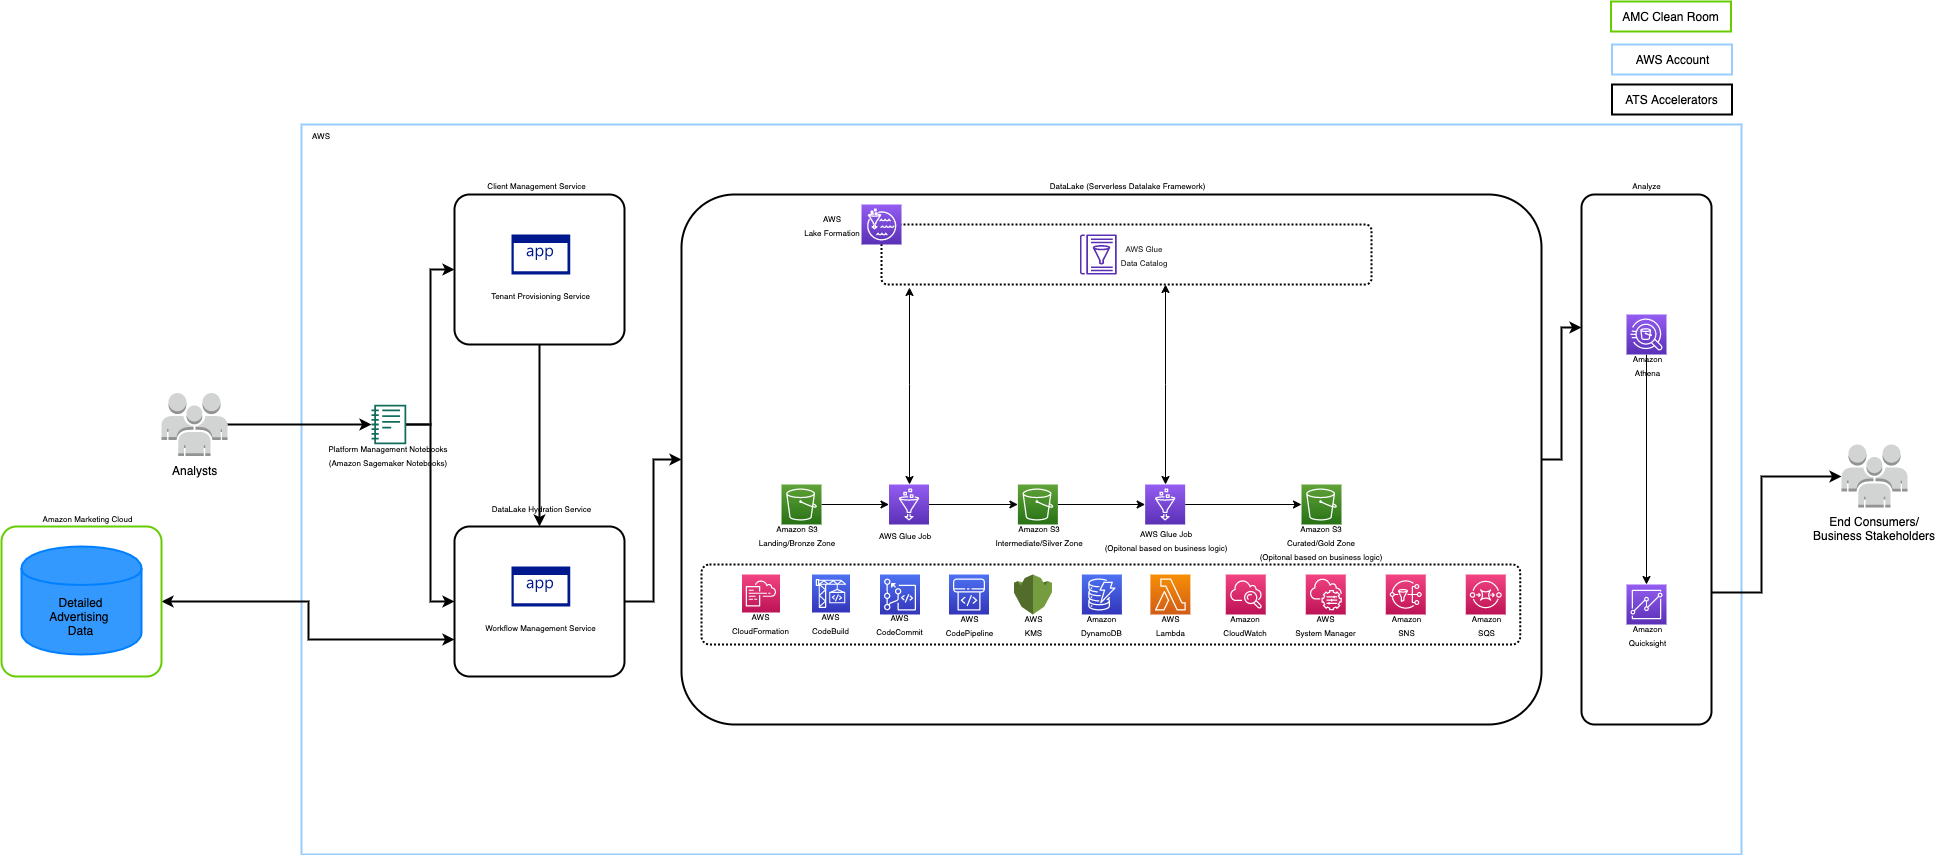 AMC Clean Room
AWS Account
ATS Accelerators
AWS
Client Management Service
app
Tenant Provisioning Service
DataLake (Serverless Datalake Framework)
AWS
Lake Formation
AWS Glue
Data Catalog
Analyze
Amazon
Athena
Analysts
Platform Management Notebooks
(Amazon Sagemaker Notebooks)
Amazon Marketing Cloud
Detailed
Advertising
Data
DataLake Hydration Service
app
Workflow Management Service
Amazon S3
Landing/Bronze Zone
AWS Glue Job
Amazon S3
Intermediate/Silver Zone
AWS Glue Job
(Opitonal based on business logic)
Amazon S3
Curated/Gold Zone
(Opitonal based on business logic)
AWS
CloudFormation
AWS
CodeBuild
AWS
CodeCommit
AWS
CodePipeline
AWS
KMS
Amazon
DynamoDB
AWS
Lambda
Amazon
CloudWatch
AWS
System Manager
Amazon
SNS
Amazon
SQS
Amazon
Quicksight
End Consumers/
Business Stakeholders